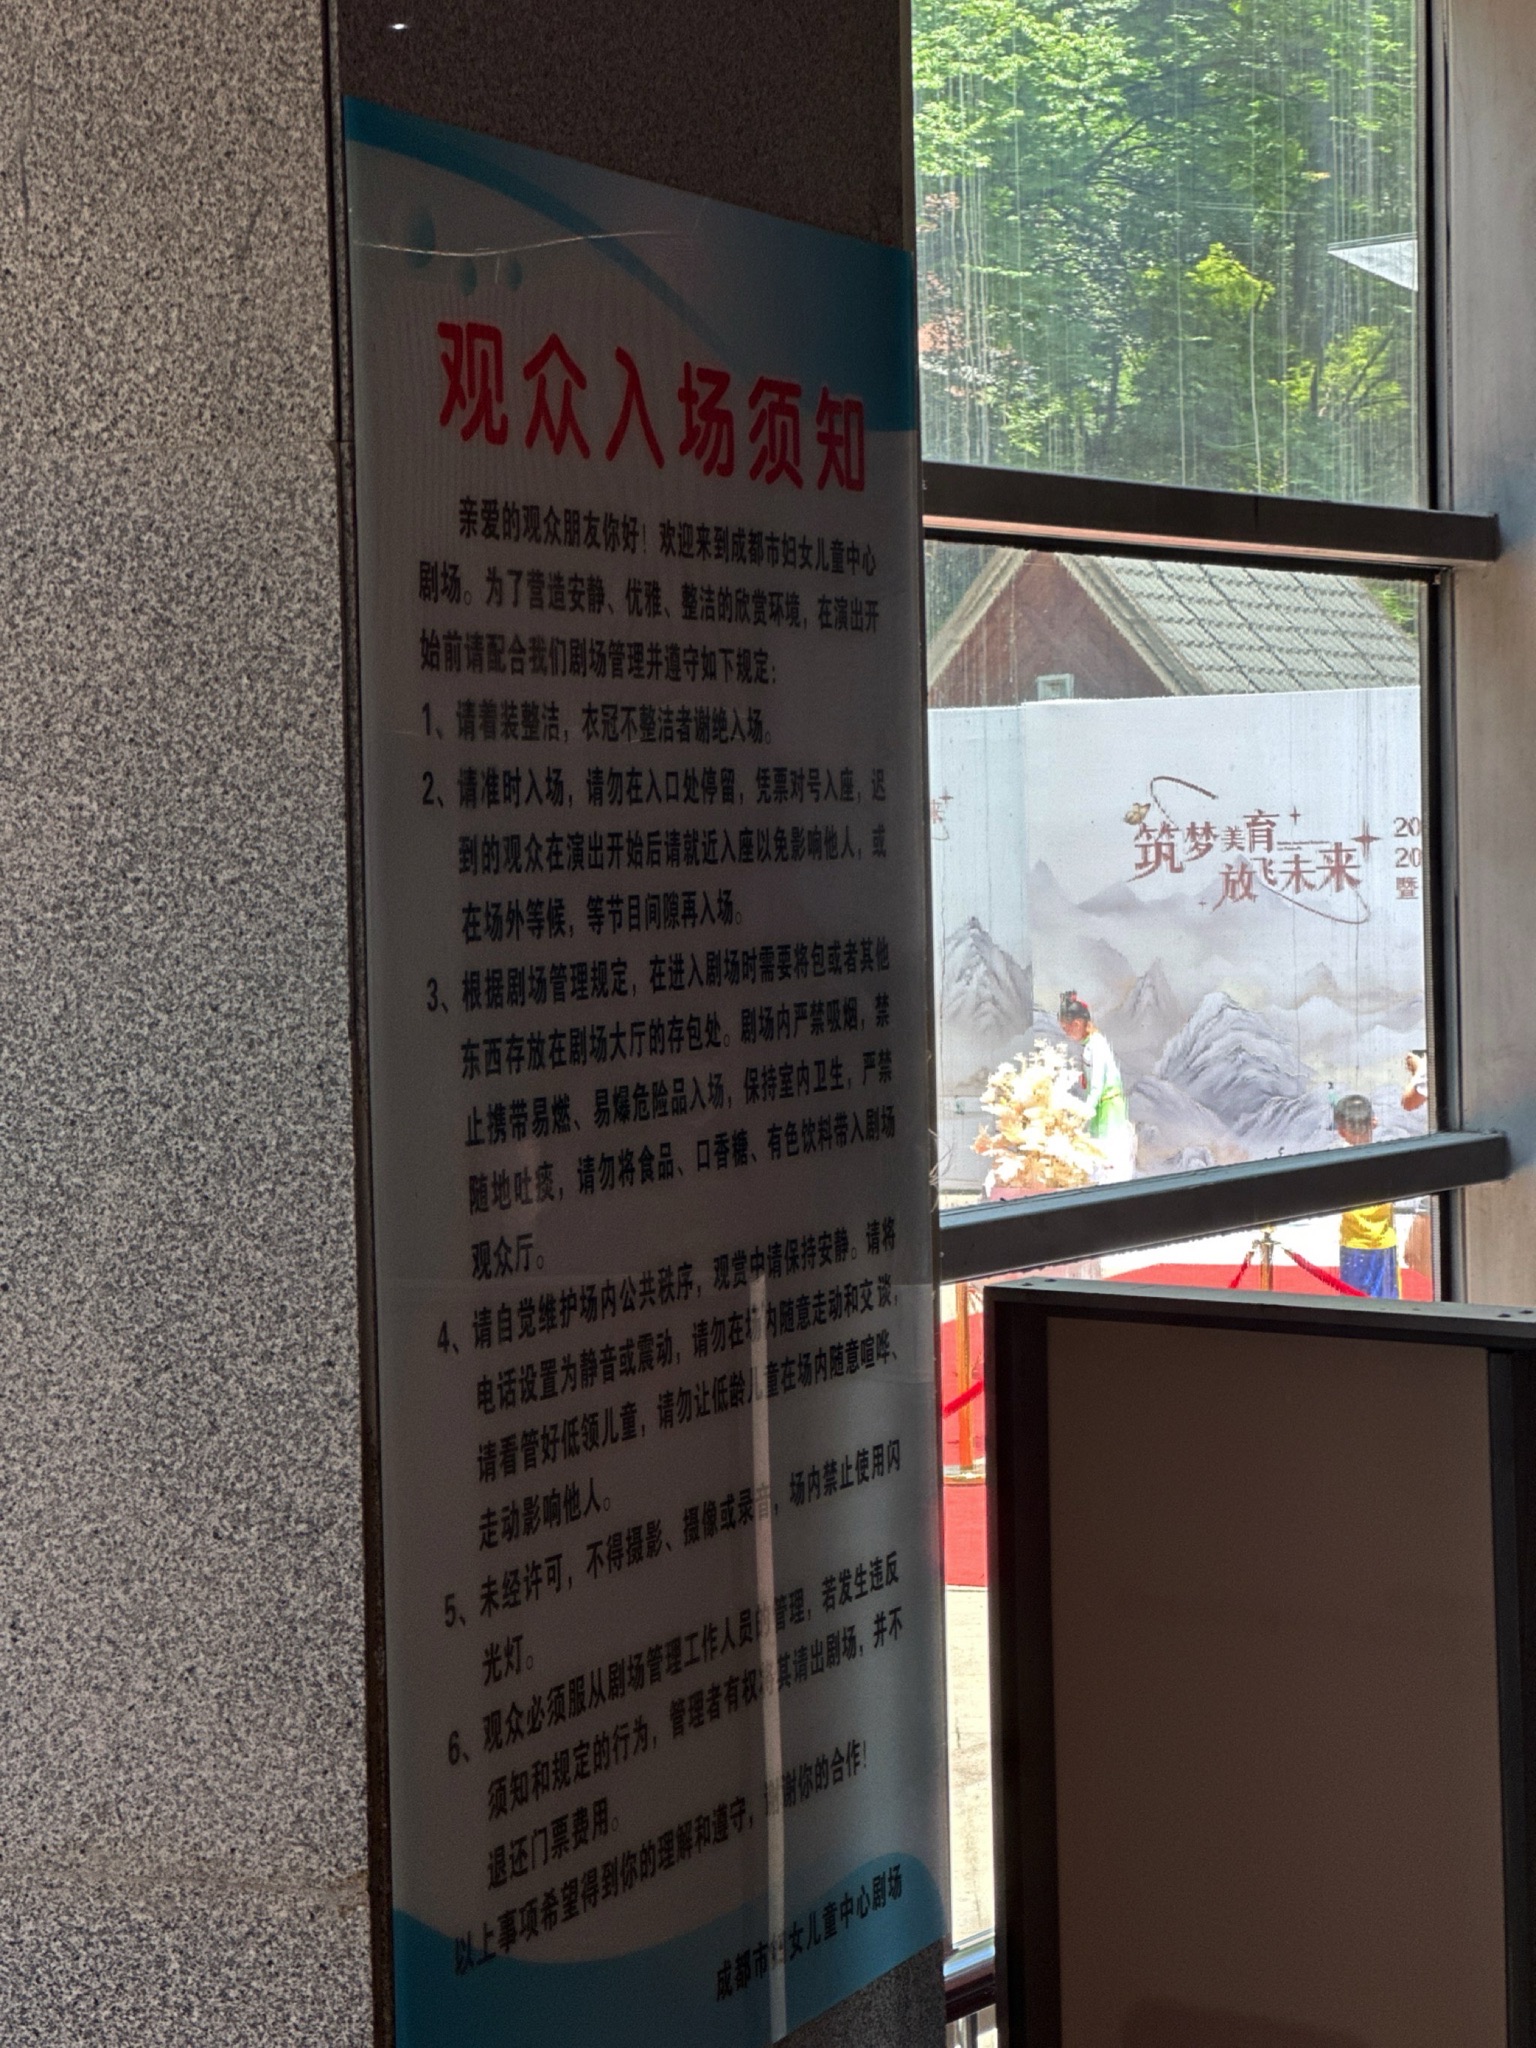 观众入场须知
亲爱的观众朋友你好！欢迎来到成都市妇女儿童中心
剧场。为了营造安静、优雅、整洁的欣赏环境，在演出开
始前请配合我们剧场管理并遵守如下规定：
1、请着装整洁，衣冠不整洁者谢绝入场。
2、请准时入场，请勿在入口处停留，凭票对号入座，迟
到的观众在演出开始后请就近入座以免影响他人，或
在场外等候，等节目间隙再入场。
3、根据剧场管理规定，在进入剧场时需要将包或者其他
东西存放在剧场大厅的存包处。剧场内严禁吸烟，禁
止携带易燃、易爆危险品入场，保持室内卫生，严禁
随地吐痰，请勿将食品、口香糖、有色饮料带入剧场
观众厅。
4、请自觉维护场内公共秩序，观赏中请保持安静。请将
电话设置为静音或震动，请勿在场内随意走动和交谈，
请看管好低领儿童，请勿让低龄儿童在场内随意喧哗、
走动影响他人。
5、未经许可，不得摄影、摄像或录音，场内禁止使用闪
光灯。
6、观众必须服从剧场管理工作人员的管理，若发生违反
须知和规定的行为，管理者有权将其请出剧场，并不
退还门票费用。
以上事项希望得到你的理解和遵守，谢谢你的合作！
成都市妇女儿童中心剧场
来
筑梦美育
放飞未来
20
20
暨